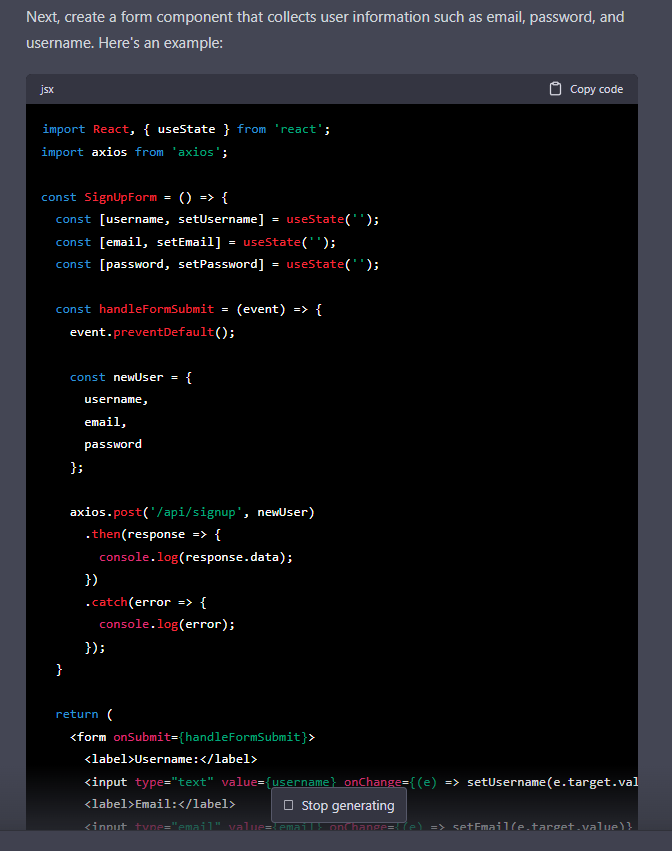 Next, create a form component that collects user information such as email, password, and
username. Here's an example:
jsx
Copy code
import React, { useState } from 'react';
import axios from 'axios';
const SignUpForm = () => {
const [username, setUsername] = useState('');
const [email, setEmail] = useState('');
const [password, setPassword] = useState('');
const handleFormSubmit = (event) => {
event.preventDefault();
const newUser = {
username,
email,
password
};
axios.post('/api/signup', newUser)
.then(response => {
console.log(response.data);
})
.catch(error => {
console.log(error);
});
}
return (
<form onSubmit={handleFormSubmit}>
<label>Username:</label>
<input type="text" value={username} onChange={(e) => setUsername(e.target.val
<label>Email:</label>
Stop generating
<input type="email" value={email} onChange={(e) => setEmail(e.target.value)}